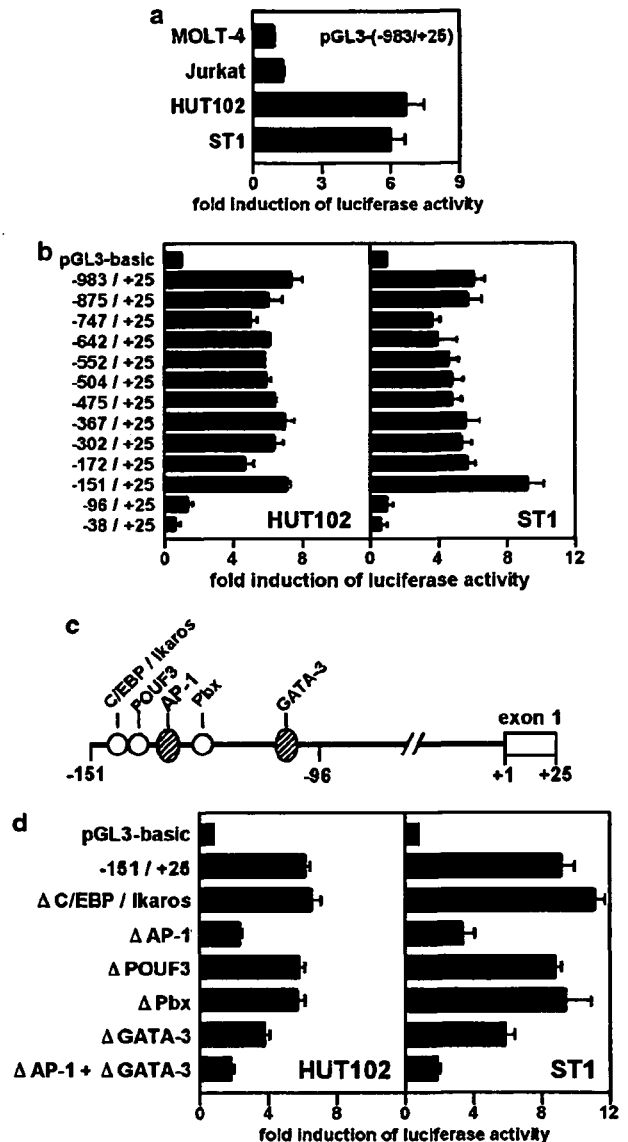 a
MOLT-4
pGL3-(-983/+25)
Jurkat
HUT102
ST1
0 3 6 9
fold induction of luciferase activity
b
pGL3-basic
-983 / +25
-875 / +25
-747 / +25
-642 / +25
-552 / +25
-504 / +25
-475 / +25
-367 / +25
-302 / +25
-172 / +25
-151 / +25
-96 / +25
-38 / +25
HUT102
ST1
0 4 8 0 4 8 12
fold induction of luciferase activity
c
C/EBP / Ikaros
POUF3
AP-1
Pbx
GATA-3
exon 1
-151
-96
+1
+25
d
pGL3-basic
-151 / +25
Δ C/EBP / Ikaros
Δ AP-1
Δ POUF3
Δ Pbx
Δ GATA-3
Δ AP-1 + Δ GATA-3
HUT102
ST1
0 4 8 0 4 8 12
fold induction of luciferase activity